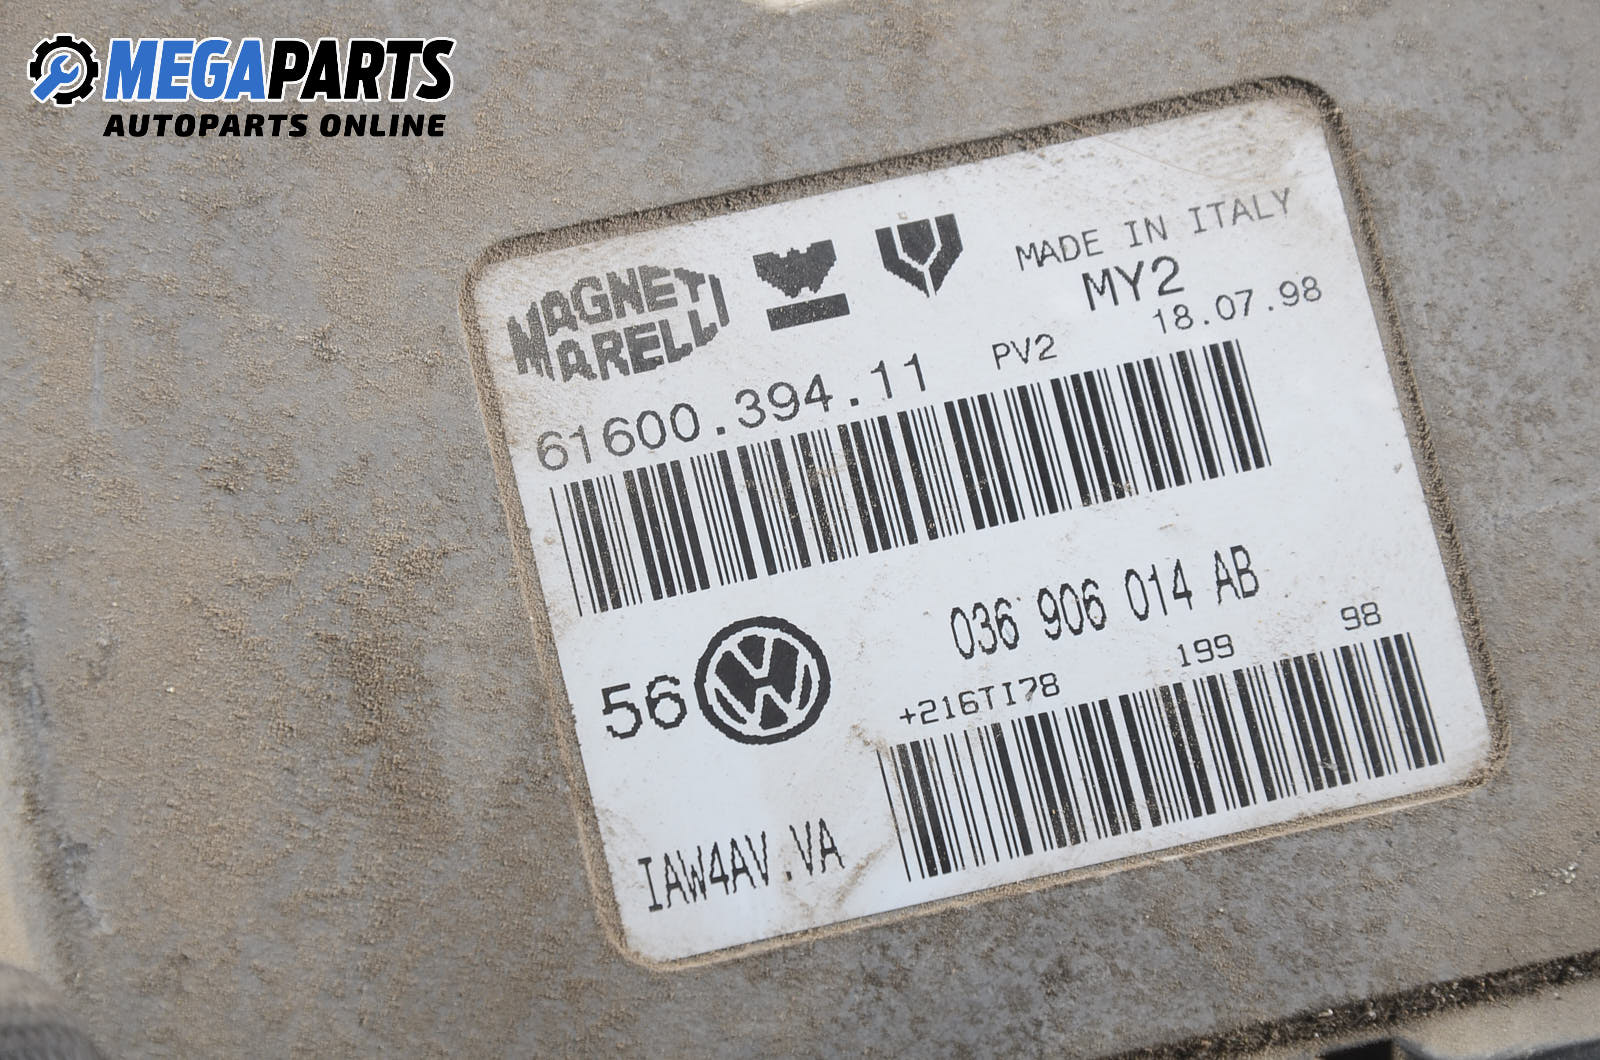 MEGAPARTS
AUTOPARTS ONLINE
MAGNETI
MARELLI
MADE IN ITALY
MY2
61600.394.11 PV2 18.07.98
56 036 906 014 AB
+216TI78 199 98
IAW4AV.VA